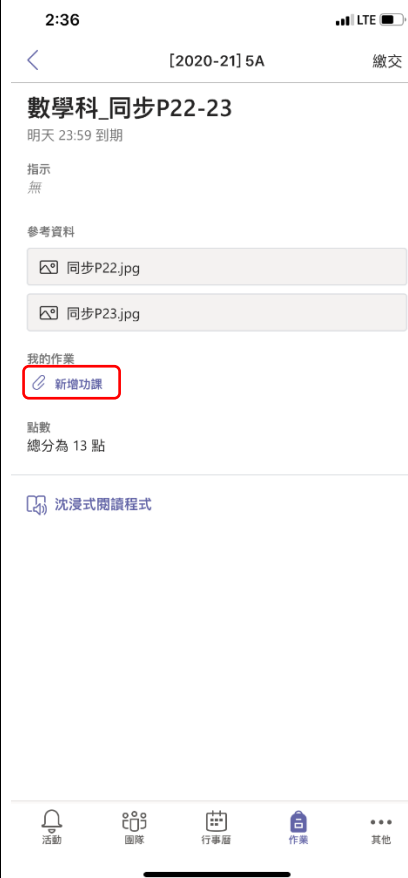 2:36
LTE
[2020-21] 5A
繳交
數學科_同步P22-23
明天 23:59 到期
指示
無
參考資料
同步P22.jpg
同步P23.jpg
我的作業
新增功課
點數
總分為 13 點
沈浸式閱讀程式
活動
團隊
行事曆
作業
其他